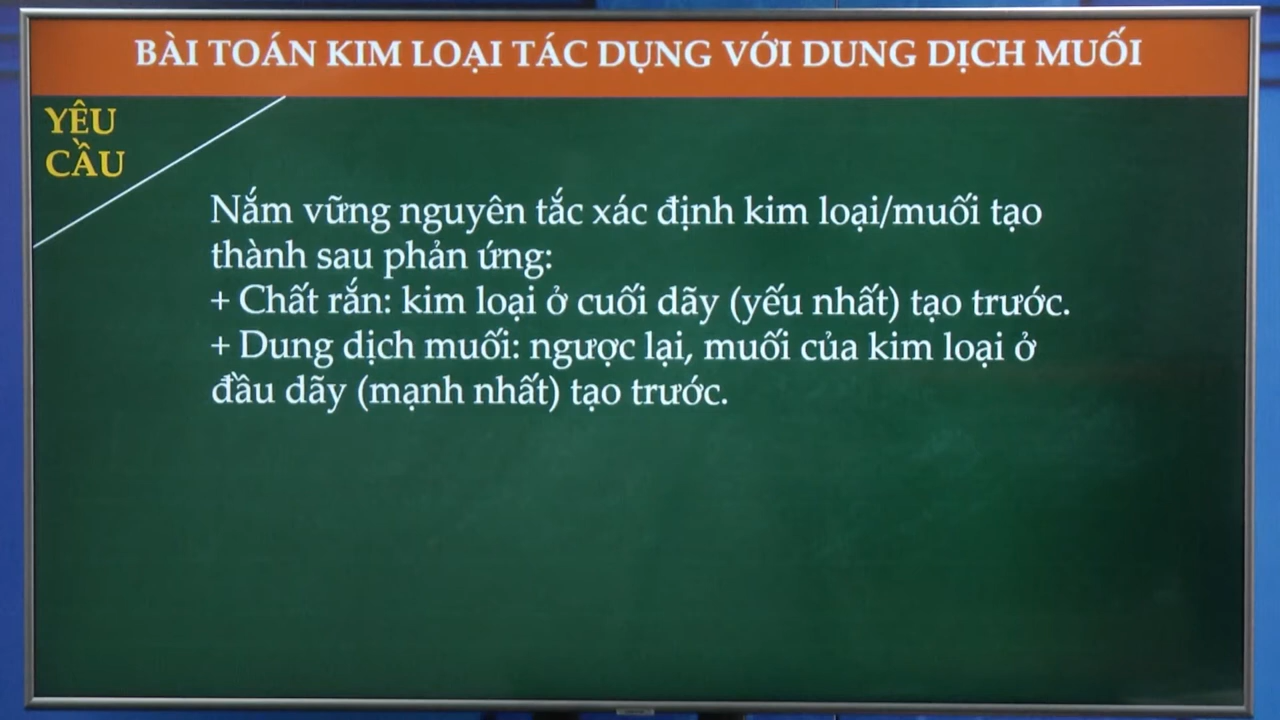 BÀI TOÁN KIM LOẠI TÁC DỤNG VỚI DUNG DỊCH MUỐI
YÊU
CẦU
Nắm vững nguyên tắc xác định kim loại/muối tạo
thành sau phản ứng:
+ Chất rắn: kim loại ở cuối dãy (yếu nhất) tạo trước.
+ Dung dịch muối: ngược lại, muối của kim loại ở
đầu dãy (mạnh nhất) tạo trước.